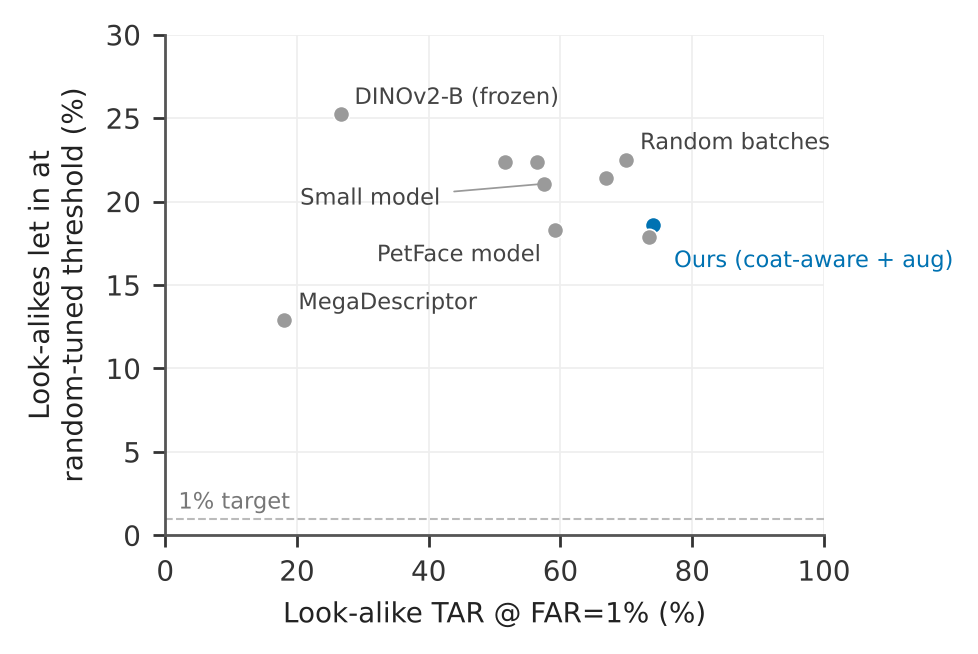 30
25
20
15
10
5
0
Look-alikes let in at
random-tuned threshold (%)
DINOv2-B (frozen)
Random batches
Small model
PetFace model
Ours (coat-aware + aug)
MegaDescriptor
1% target
0 20 40 60 80 100
Look-alike TAR @ FAR=1% (%)